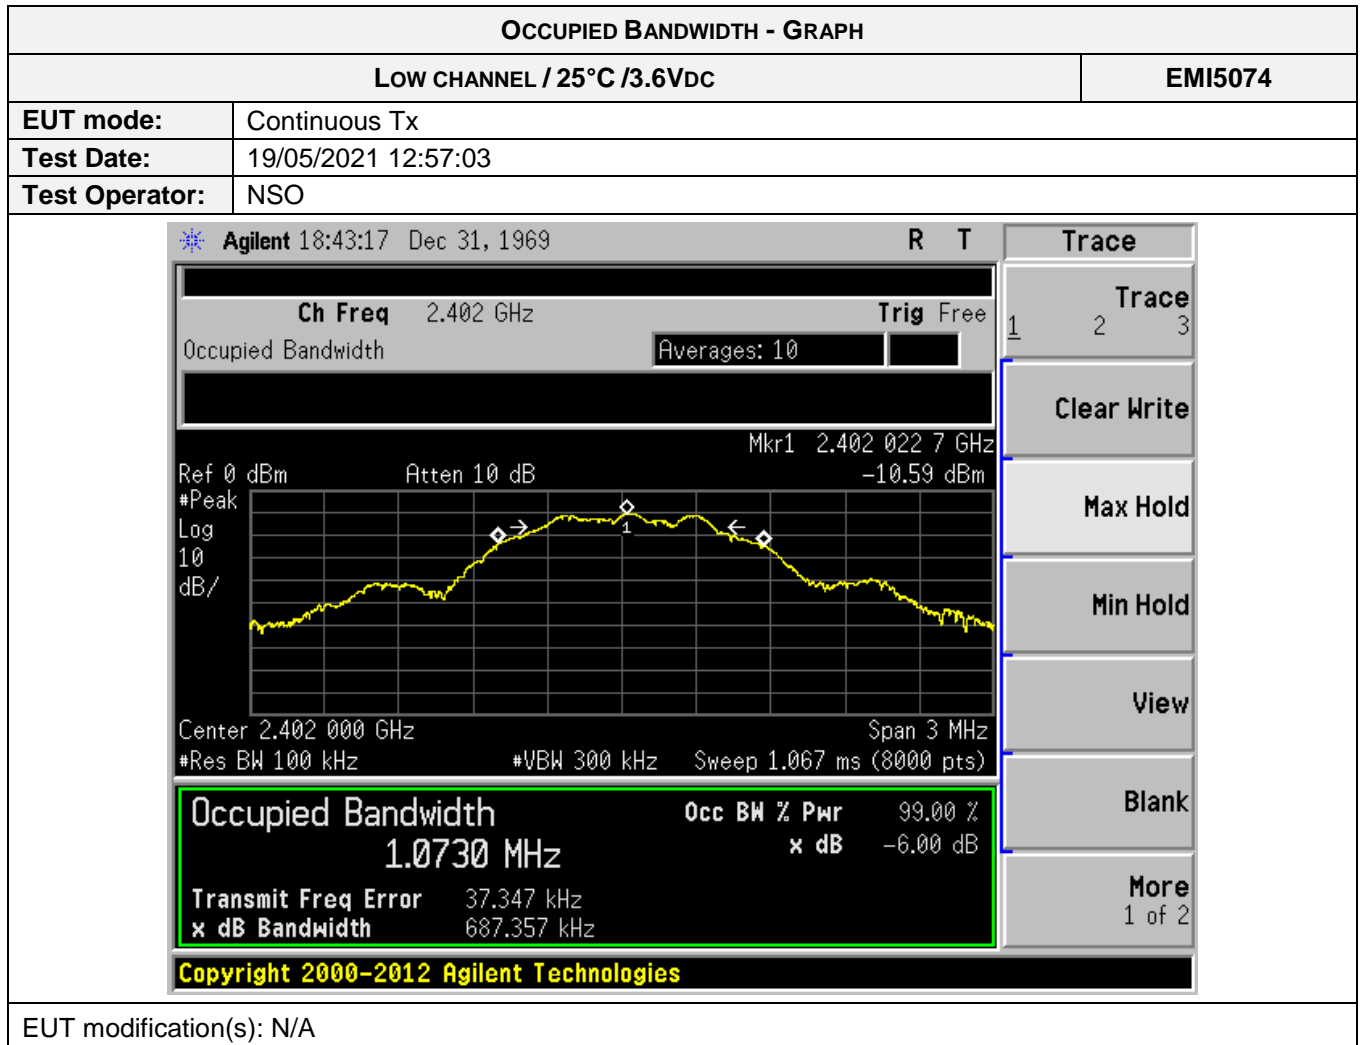 OCCUPIED BANDWIDTH - GRAPH
LOW CHANNEL / 25°C /3.6VDC EMI5074
EUT mode: Continuous Tx
Test Date: 19/05/2021 12:57:03
Test Operator: NSO
Agilent 18:43:17 Dec 31, 1969 R T Trace
Ch Freq 2.402 GHz Trig Free
Occupied Bandwidth Averages: 10
Trace
1 2 3
Clear Write
Mkr1 2.402 022 7 GHz
Ref 0 dBm Atten 10 dB -10.59 dBm
#Peak
Log
10
dB/
1
Max Hold
Min Hold
View
Center 2.402 000 GHz Span 3 MHz
#Res BW 100 kHz #VBW 300 kHz Sweep 1.067 ms (8000 pts)
Occupied Bandwidth Occ BW % Pwr 99.00 %
1.0730 MHz x dB -6.00 dB
Transmit Freq Error 37.347 kHz
x dB Bandwidth 687.357 kHz
Blank
More
1 of 2
Copyright 2000-2012 Agilent Technologies
EUT modification(s): N/A